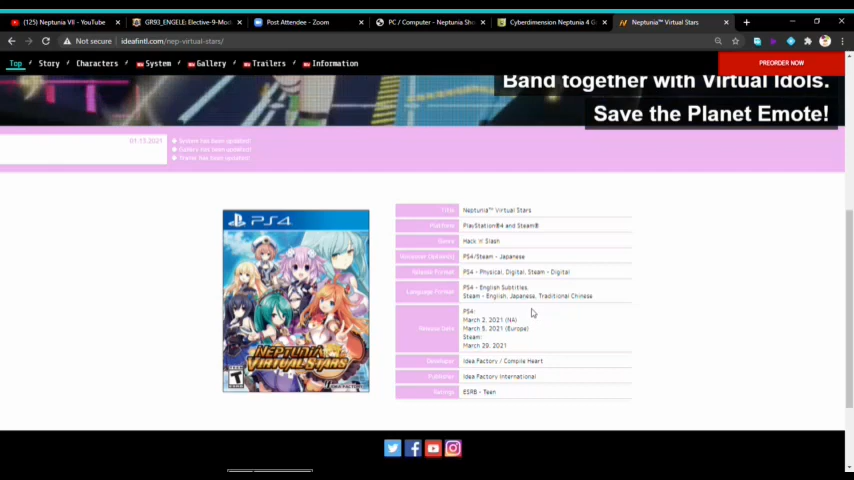 (125) Neptunia VII - YouTube
GR93_ENGELE: Elective-9-Mod
Post Attendee - Zoom
PC / Computer - Neptunia Sh
Cyberdimension Neptunia 4 G
Neptunia™ Virtual Stars
Not secure
ideafintl.com/nep-virtual-stars/
Top / Story / Characters / System / Gallery / Trailers / Information
PREORDER NOW
Band together with Virtual Idols.
Save the Planet Emote!
01.13.2021
System has been updated!
Gallery has been updated!
Trailer has been updated!
PS4
NEPTUNIA
VIRTUAL STARS
T
Title
Neptunia™ Virtual Stars
Platform
PlayStation®4 and Steam®
Genre
Hack 'n' Slash
Voiceover Option(s)
PS4/Steam - Japanese
Release Format
PS4 - Physical, Digital, Steam - Digital
Language Format
PS4 - English Subtitles.
Steam - English, Japanese, Traditional Chinese
Release Date
PS4:
March 2, 2021 (NA)
March 5, 2021 (Europe)
Steam:
March 29, 2021
Developer
Idea Factory / Compile Heart
Publisher
Idea Factory International
Ratings
ESRB - Teen